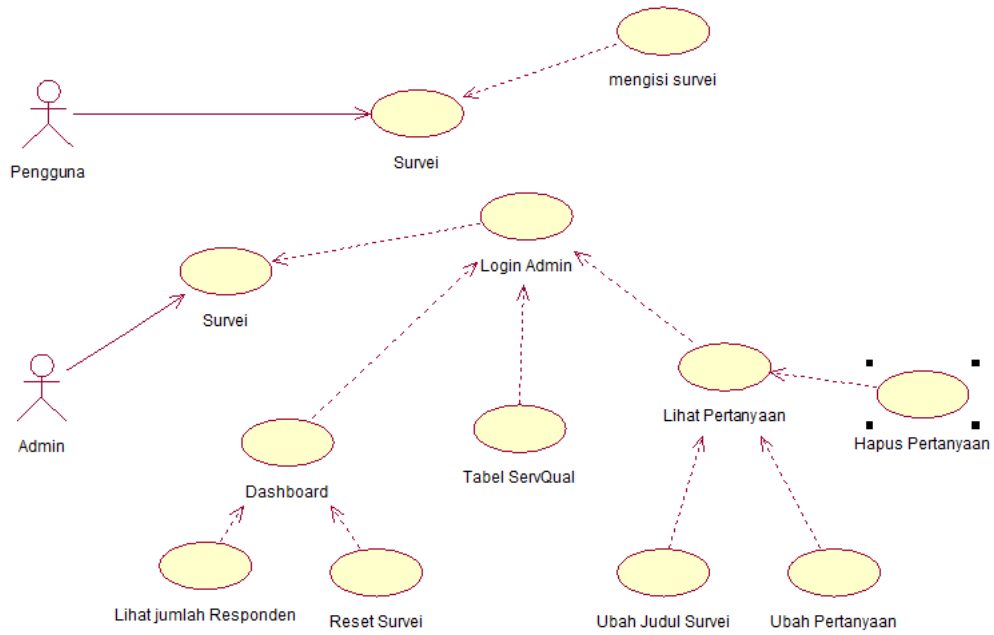 mengisi survei
Pengguna
Survei
Login Admin
Survei
Admin
Lihat Pertanyaan
Hapus Pertanyaan
Tabel ServQual
Dashboard
Lihat jumlah Responden
Reset Survei
Ubah Judul Survei
Ubah Pertanyaan